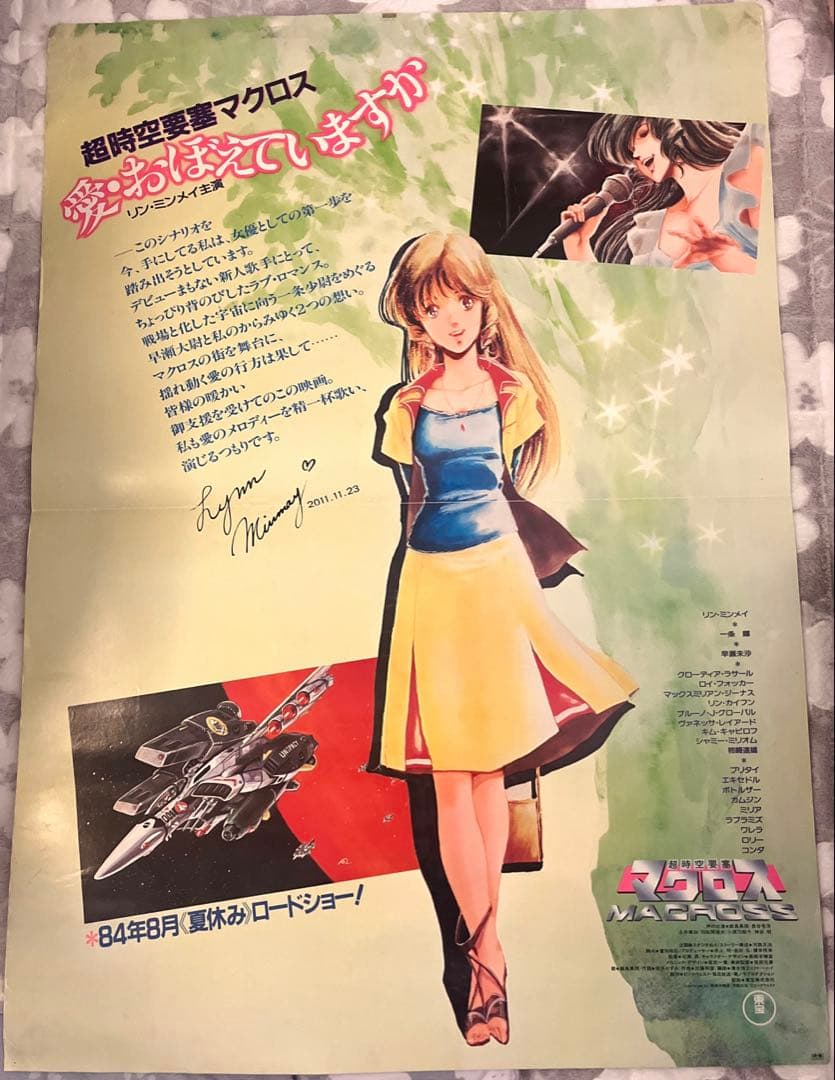 超時空要塞マクロス
愛・おぼえていますか
リン・ミンメイ主演
―このシナリオを
今、手にしてる私は、女優としての第一歩を
踏み出そうとしています。
デビューまもない新人歌手にとって、
ちょっぴり背のびしたラブ・ロマンス。
戦場と化した宇宙に向う一条少尉をめぐる
早瀬大尉と私のからみゆく2つの想い。
マクロスの街を舞台に、
揺れ動く愛の行方は果して……
皆様の暖かい
御支援を受けてのこの映画。
私も愛のメロディーを精一杯歌い、
演じるつもりです。
Lynn
Minmay ♡
2011.11.23
リン・ミンメイ
*
一条 輝
*
早瀬未沙
*
クローディア・ラサール
ロイ・フォッカー
マックスミリアン・ジーナス
リン・カイフン
ブルーノ・J・グローバル
ヴァネッサ・レイアード
キム・キャビロフ
シャミー・ミリオム
柿崎速雄
*
ブリタイ
エキセドル
ボドルザー
カムジン
ミリア
ラプラミズ
ワレラ
ロリー
コンダ
*84年8月《夏休み》ロードショー!
超時空要塞
マクロス
MACROSS
東宝